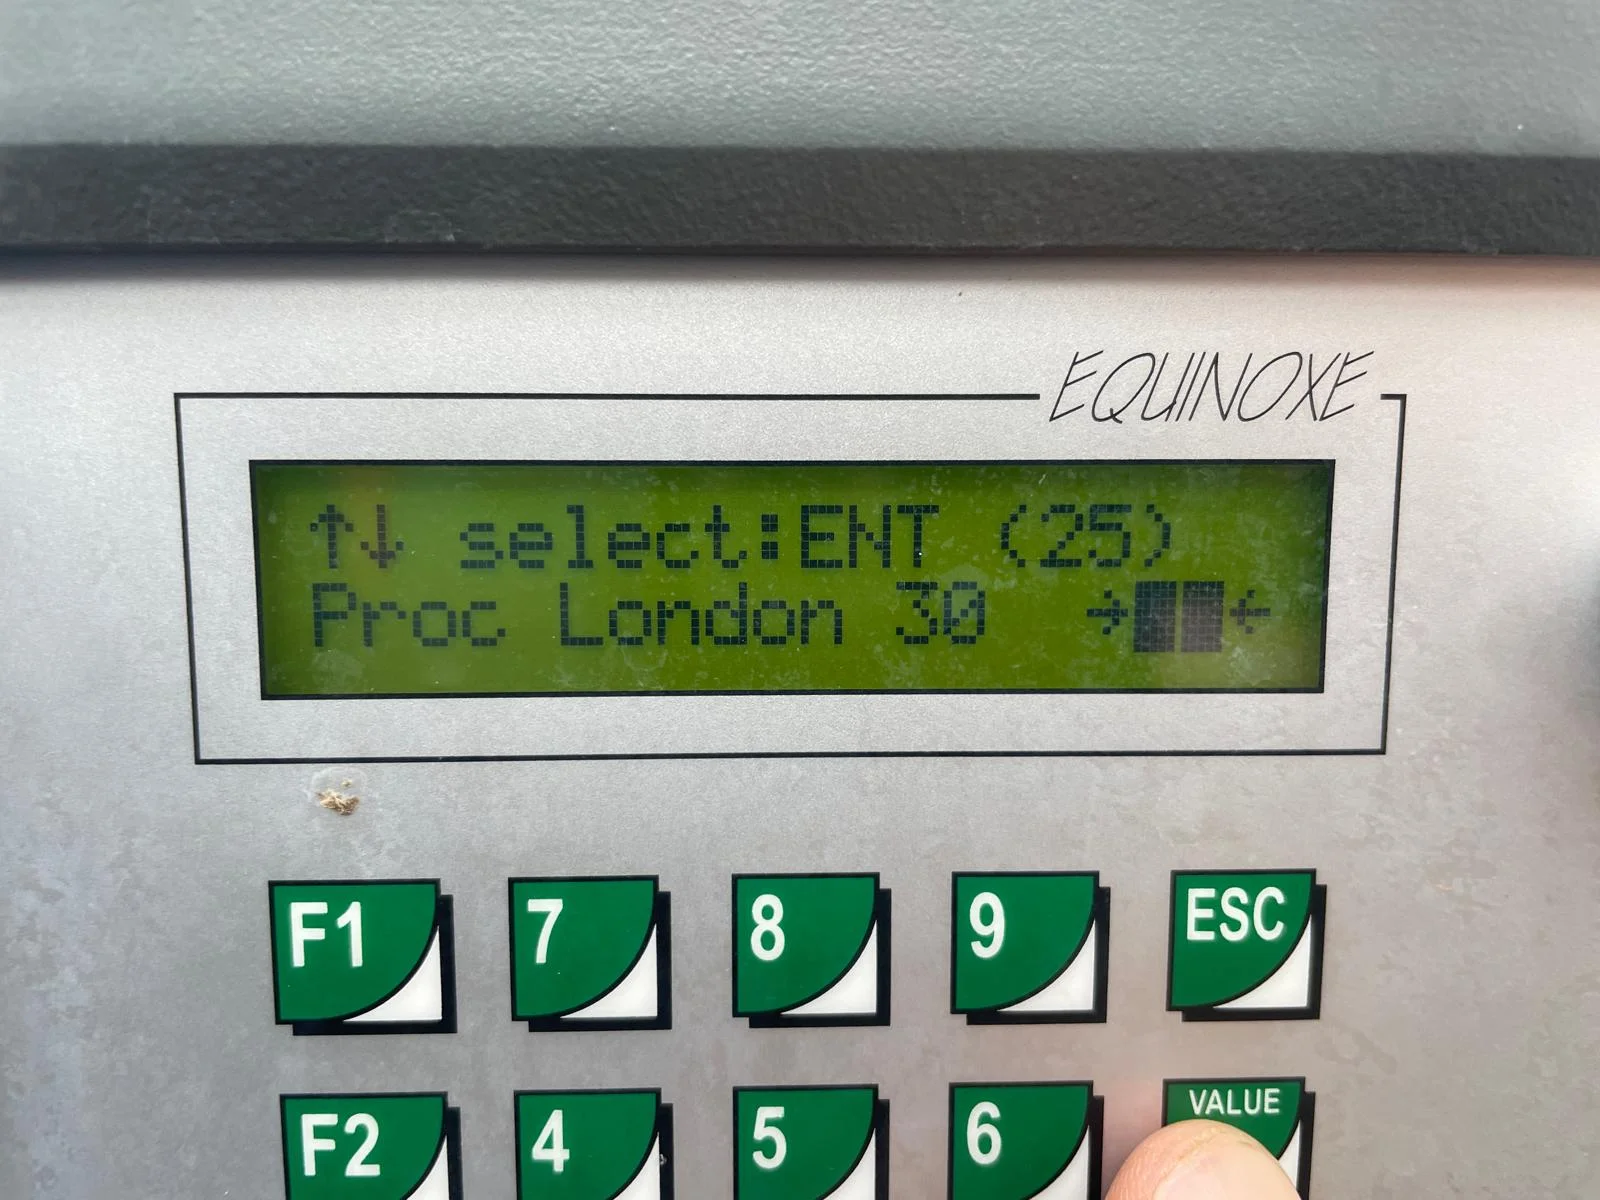 EQUINOXE
↑↓ select:ENT (25)
Proc London 30 →██←
F1 7 8 9 ESC
F2 4 5 6 VALUE